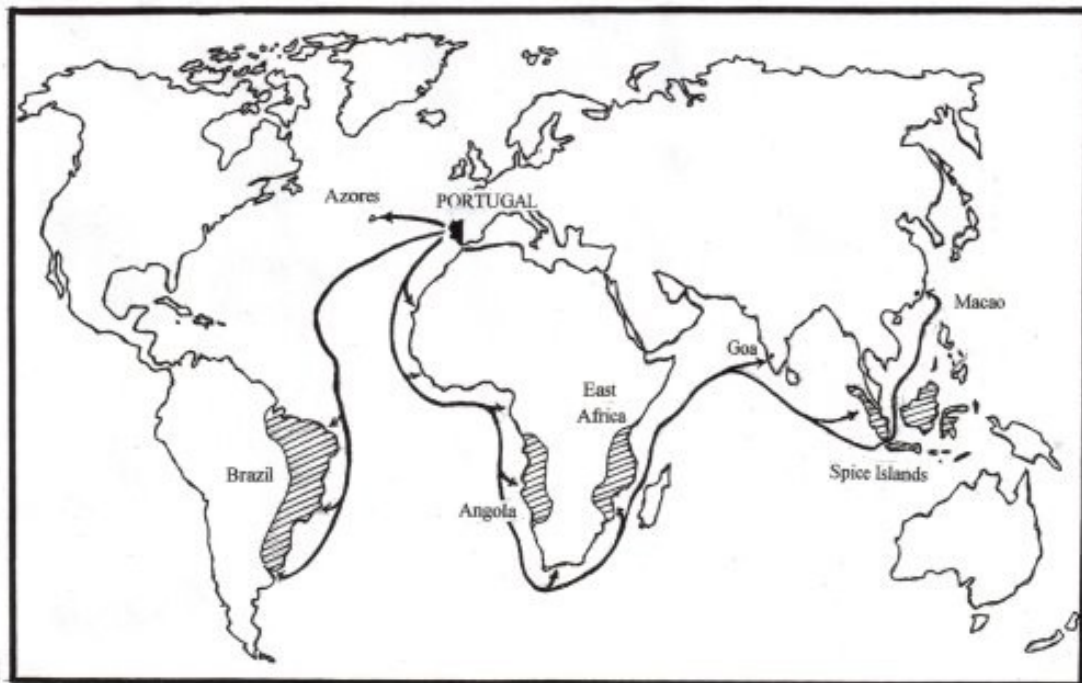 Azores
PORTUGAL
Macao
Goa
East
Africa
Brazil
Spice Islands
Angola